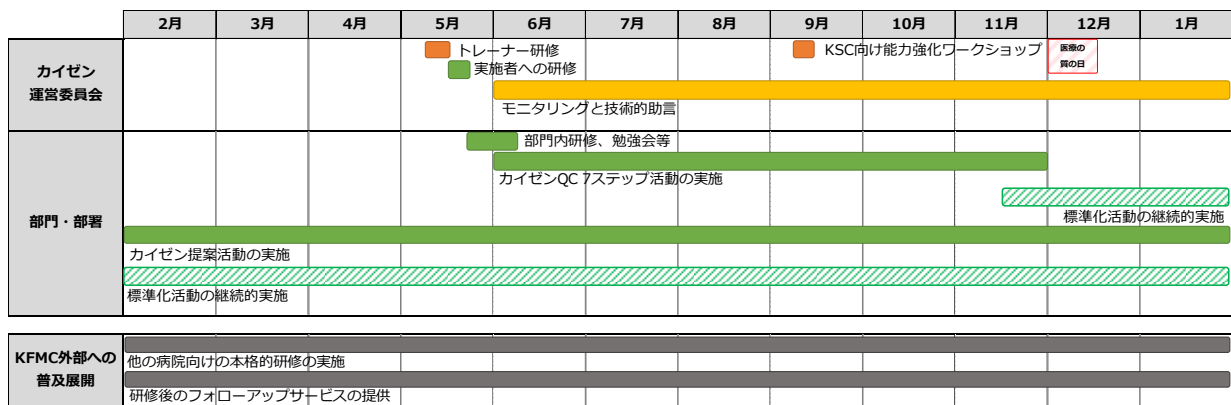 2月 3月 4月 5月 6月 7月 8月 9月 10月 11月 12月 1月
カイゼン
運営委員会
トレーナー研修
KSC向け能力強化ワークショップ
医療の
質の日
実施者への研修
モニタリングと技術的助言
部門・部署
部門内研修、勉強会等
カイゼンQC 7ステップ活動の実施
標準化活動の継続的実施
カイゼン提案活動の実施
標準化活動の継続的実施
KFMC外部への
普及展開
他の病院向けの本格的研修の実施
研修後のフォローアップサービスの提供